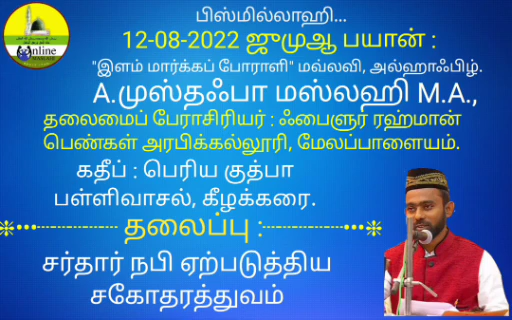 பிஸ்மில்லாஹி...
12-08-2022 ஜுமுஆ பயான் :
"இளம் மார்க்கப் போராளி" மவ்லவி, அல்ஹாஃபிழ்.
A.முஸ்தஃபா மஸ்லஹி M.A.,
தலைமைப் பேராசிரியர் : ஃபைளுர் ரஹ்மான்
பெண்கள் அரபிக்கல்லூரி, மேலப்பாளையம்.
கதீப் : பெரிய குத்பா
பள்ளிவாசல், கீழக்கரை.
தலைப்பு :
சர்தார் நபி ஏற்படுத்திய
சகோதரத்துவம்
Online